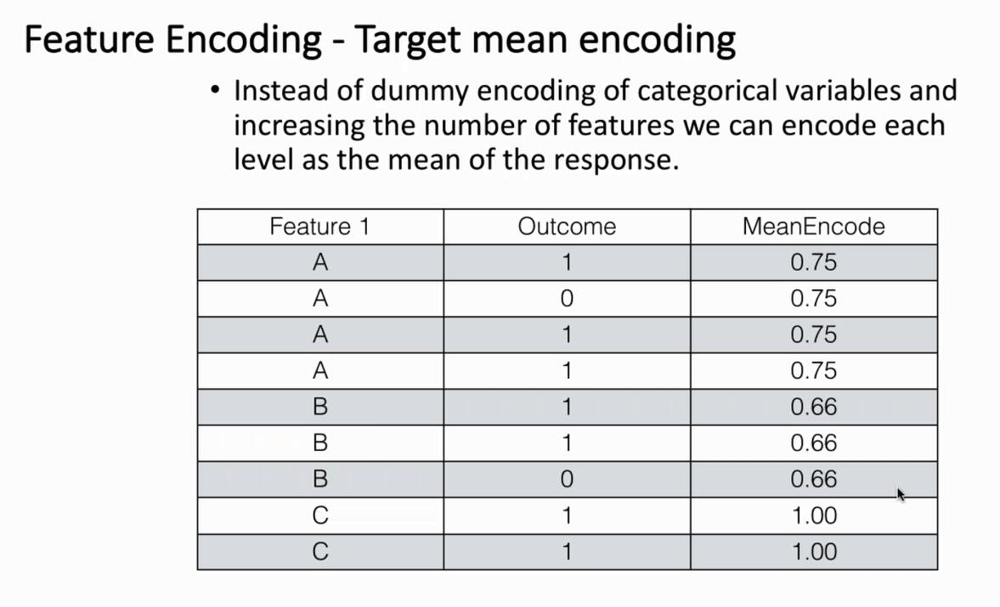 Feature Encoding - Target mean encoding
• Instead of dummy encoding of categorical variables and
increasing the number of features we can encode each
level as the mean of the response.
Feature 1 Outcome MeanEncode
A 1 0.75
A 0 0.75
A 1 0.75
A 1 0.75
B 1 0.66
B 1 0.66
B 0 0.66
C 1 1.00
C 1 1.00